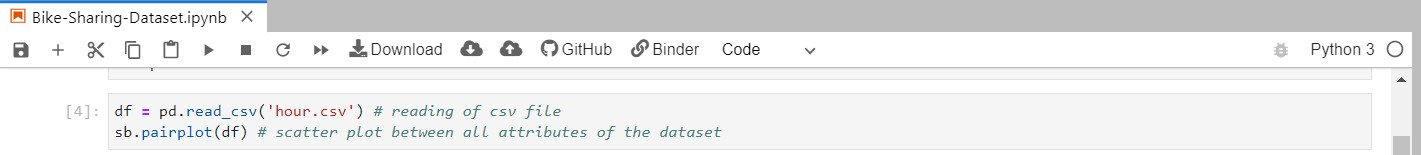 Bike-Sharing-Dataset.ipynb
Download GitHub Binder Code Python 3
[4]: df = pd.read_csv('hour.csv') # reading of csv file
sb.pairplot(df) # scatter plot between all attributes of the dataset